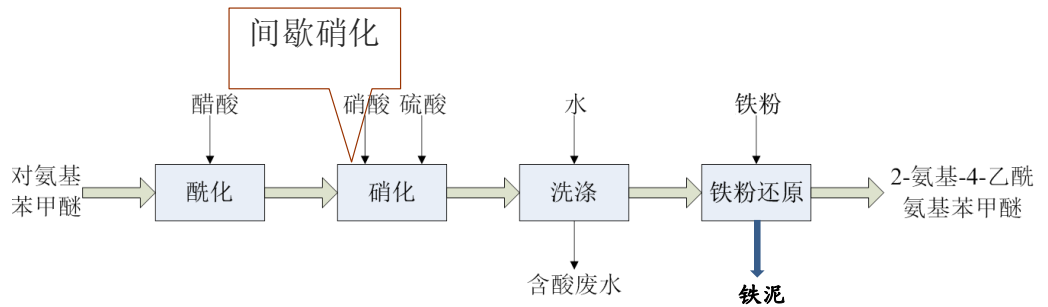 间歇硝化
醋酸
硝酸
硫酸
水
铁粉
对氨基
苯甲醚
酰化
硝化
洗涤
铁粉还原
2-氨基-4-乙酰
氨基苯甲醚
含酸废水
铁泥